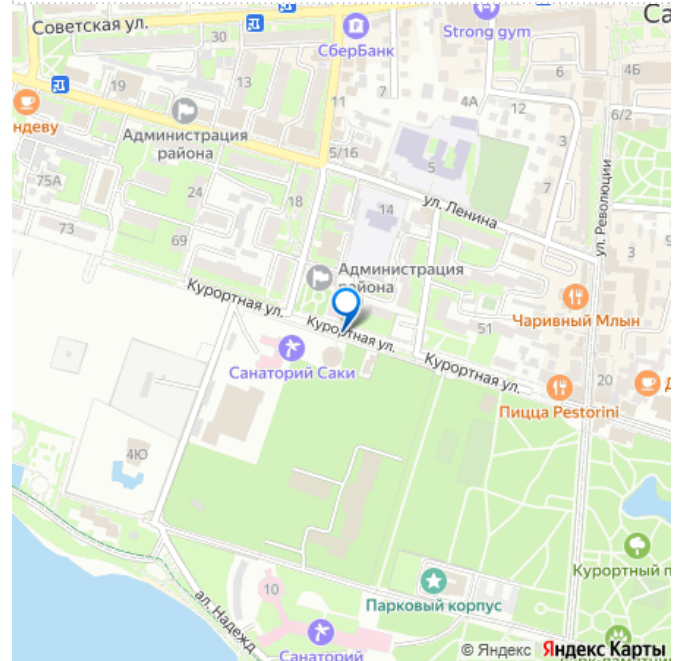 Са
Советская ул.
СберБанк
Strong gym
30
6
4Б
19
11
7
4А
12
6/2
ндеву
Администрация
района
3
5/16
5
75А
24
7
18
14
ул. Ленина
ул. Революции
73
69
3
Администрация
района
Курортная ул.
Курортная ул.
Чаривный Млын
51
Санаторий Саки
Курортная ул.
20
Пицца Pestorini
4Ю
Курортный п
10
Парковый корпус
ал. Надежд
Санаторий
© Яндекс Яндекс Карты